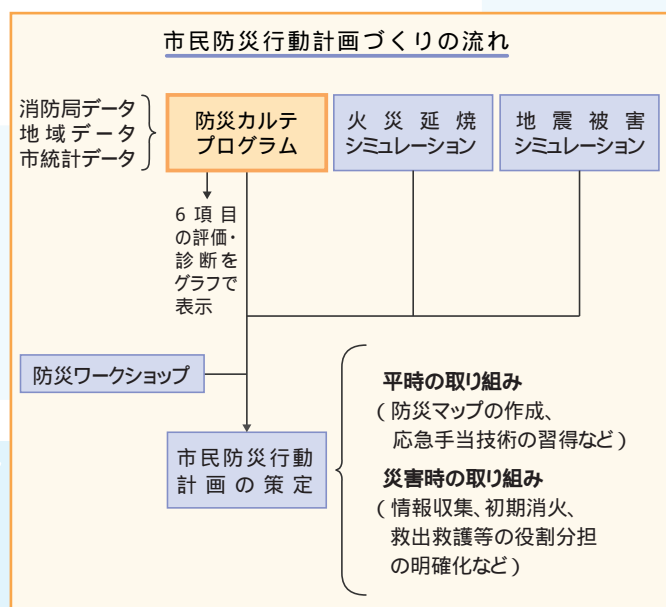 市民防災行動計画づくりの流れ
消防局データ
地域データ
市統計データ
防災カルテ
プログラム
火災延焼
シミュレーション
地震被害
シミュレーション
6項目
の評価・
診断を
グラフで
表示
防災ワークショップ
市民防災行動
計画の策定
平時の取り組み
(防災マップの作成、
応急手当技術の習得など)
災害時の取り組み
(情報収集、初期消火、
救出救護等の役割分担
の明確化など)